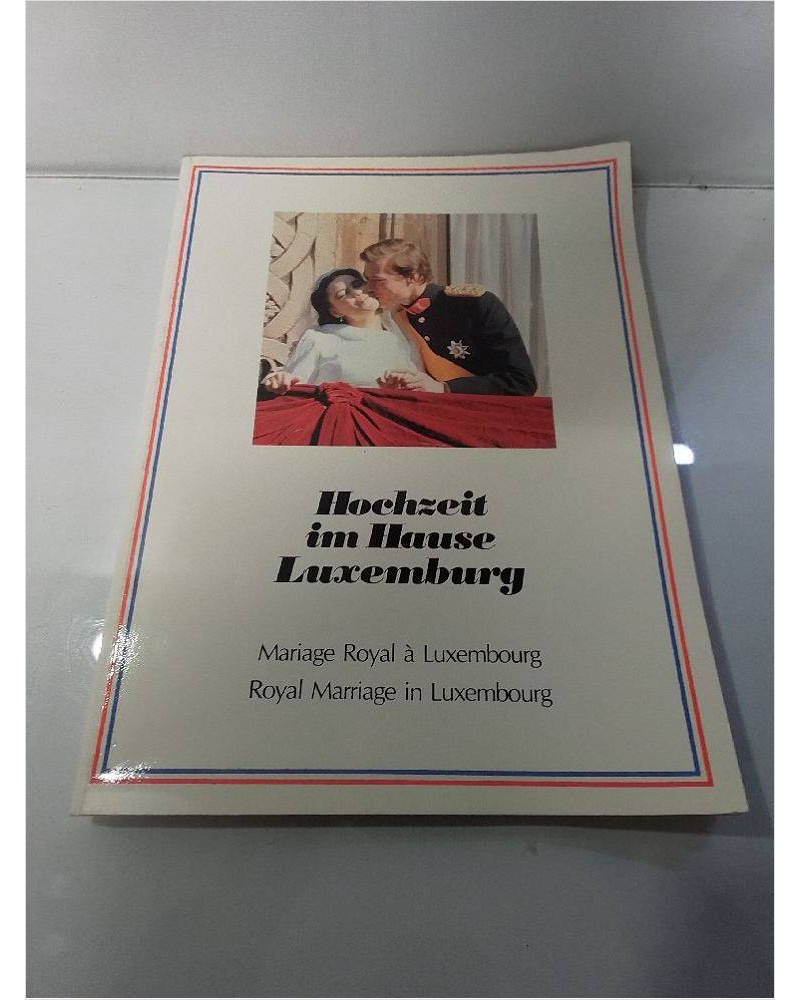 Hochzeit
im Hause
Luxemburg
Mariage Royal à Luxembourg
Royal Marriage in Luxembourg